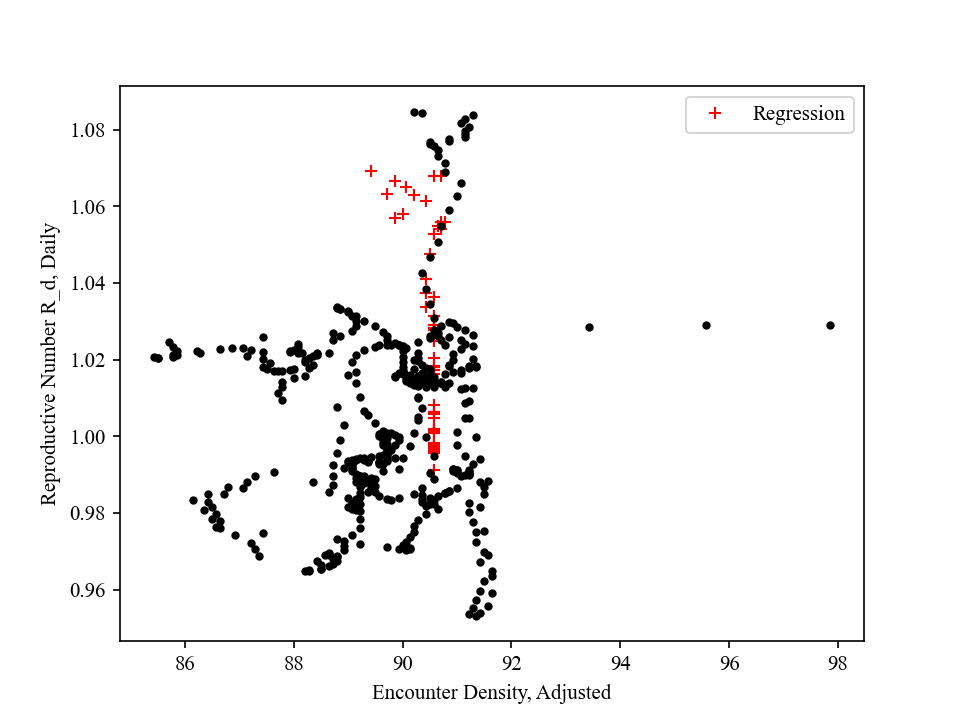 Regression
1.08
1.06
1.04
1.02
1.00
0.98
0.96
Reproductive Number R_d, Daily
86 88 90 92 94 96 98
Encounter Density, Adjusted